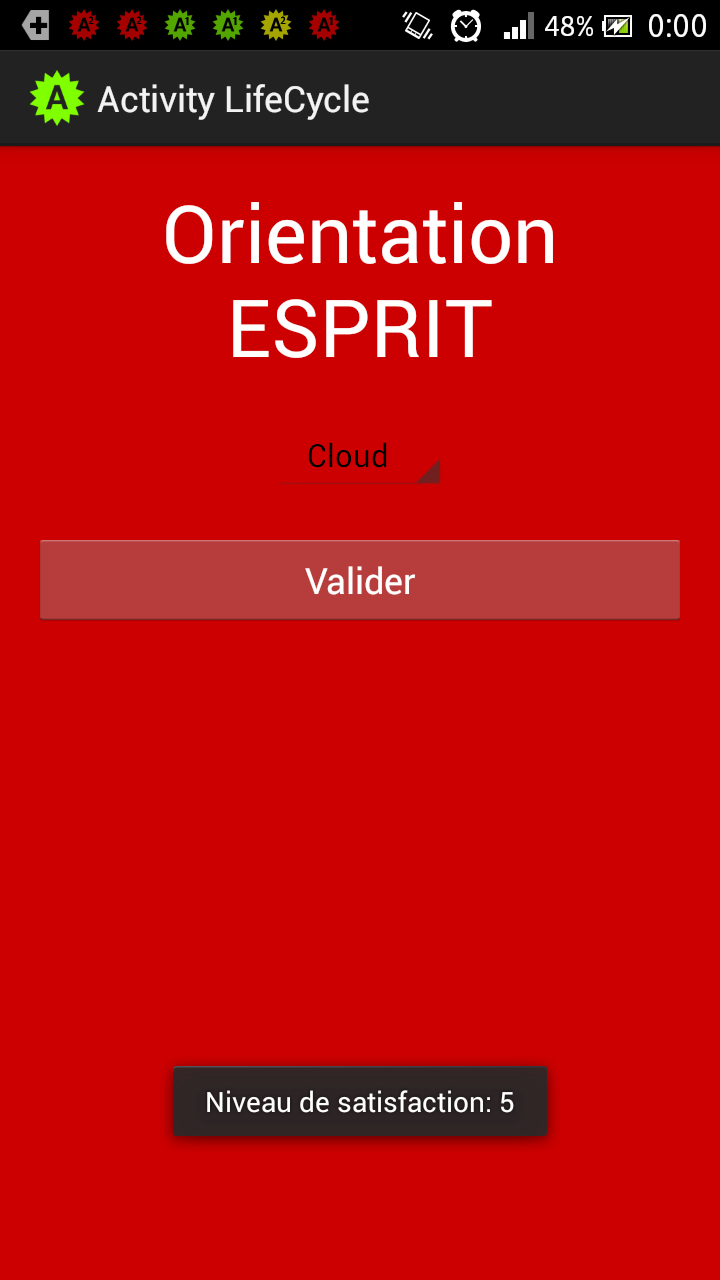 48% 0:00
Activity LifeCycle
Orientation
ESPRIT
Cloud
Valider
Niveau de satisfaction: 5